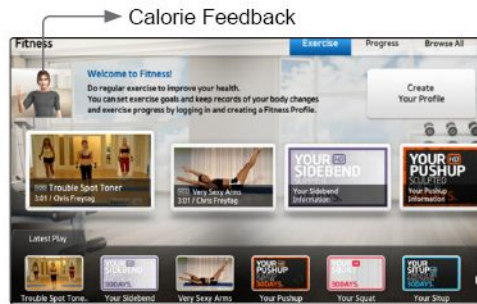 Calorie Feedback
Fitness
Exercise
Progress
Browse All
Welcome to Fitness!
Do regular exercise to improve your health.
You can set exercise goals and keep records of your body changes
and exercise progress by logging in and creating a Fitness Profile.
Create
Your Profile
Trouble Spot Toner
3:01 / Chris Freytag
Very Sexy Arms
3:01 / Chris Freytag
YOUR HD
SIDEBEND
Your Sidebend
Information
YOUR HD
PUSHUP
SCULPTED
Your Pushup
Information
Latest Play
YOUR
SIDEBEND
30DAYS.
YOUR
PUSHUP
30DAYS.
YOUR
30DAYS.
YOUR
SITUP
30DAYS.
Trouble Spot Tone..
Your Sidebend
Very Sexy Arms
Your Pushup
Your Squat
Your Situp